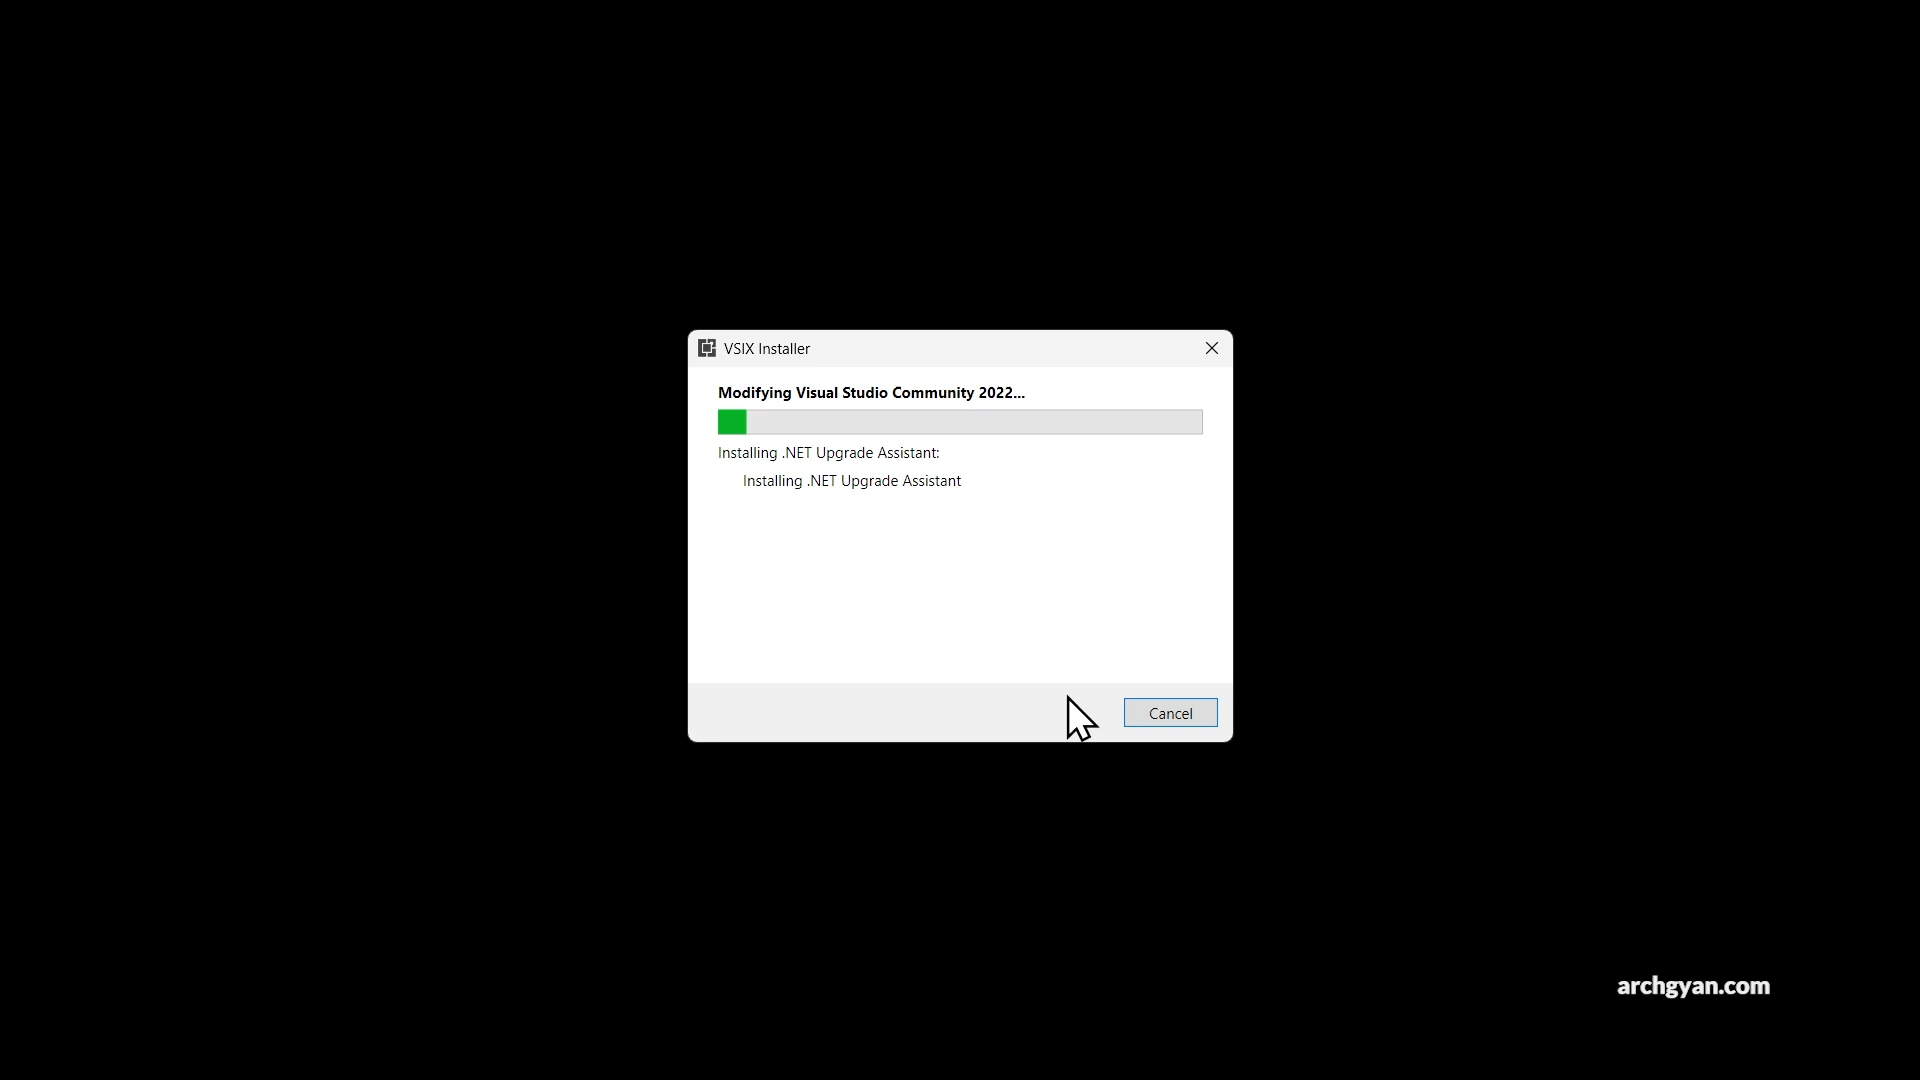 VSIX Installer
Modifying Visual Studio Community 2022...
Installing .NET Upgrade Assistant:
Installing .NET Upgrade Assistant
Cancel
archgyan.com